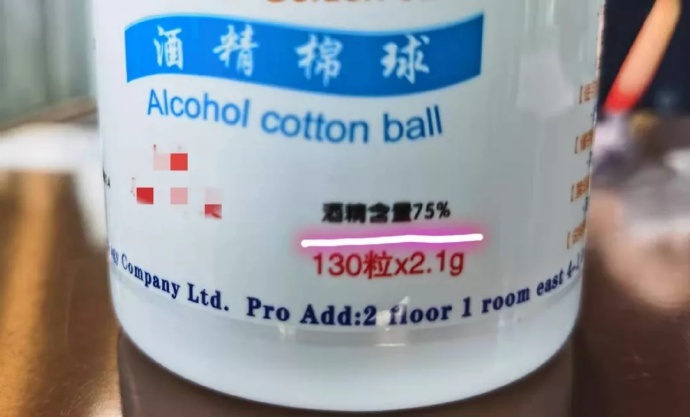 酒精棉球
Alcohol cotton ball
酒精含量75%
130粒x2.1g
Company Ltd. Pro Add:2 floor 1 room east